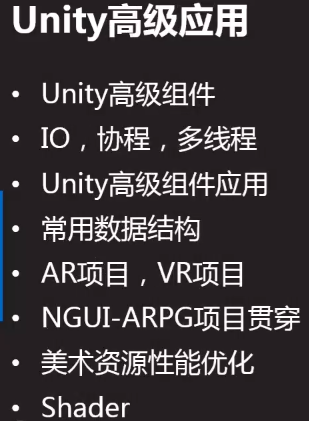 Unity高级应用
• Unity高级组件
• IO，协程，多线程
• Unity高级组件应用
• 常用数据结构
• AR项目，VR项目
• NGUI-ARPG项目贯穿
• 美术资源性能优化
• Shader